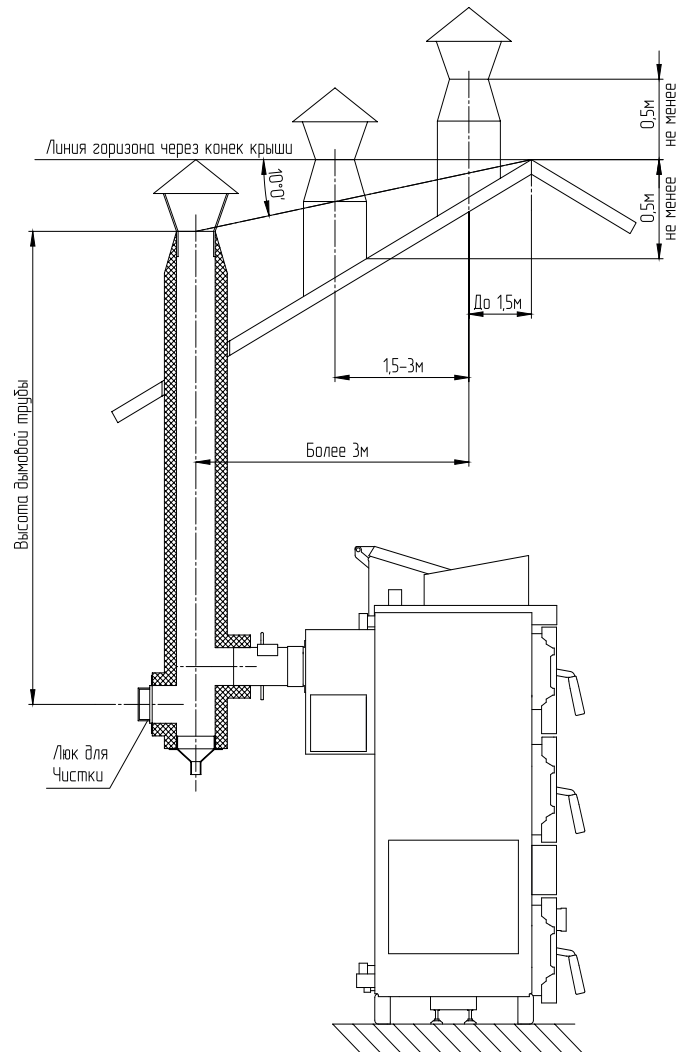 0,5м
не менее
Линия горизона через конек крыши
10°0'
0,5м
не менее
До 1,5м
1,5-3м
Более 3м
Высота дымовой трубы
Люк для
Чистки